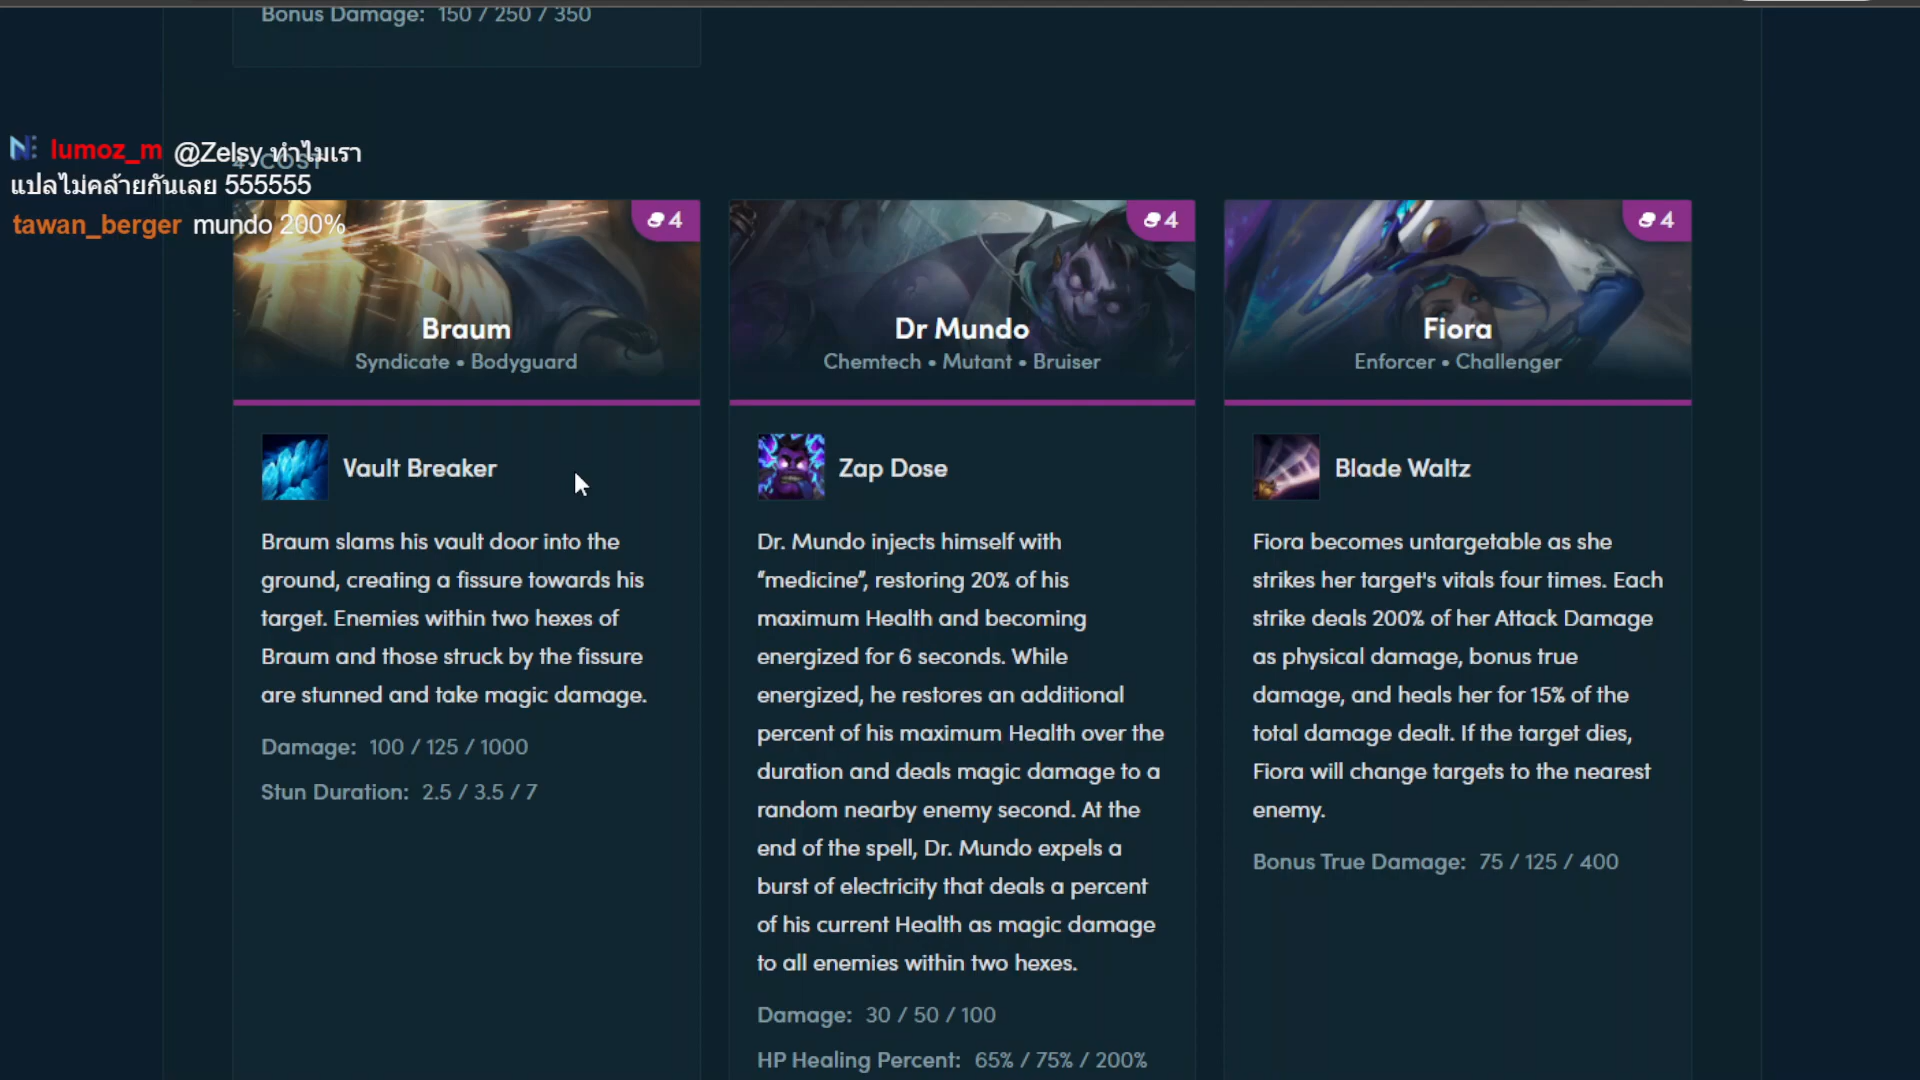 Bonus Damage: 150 / 250 / 350
lumoz_m @Zelsy ทำไมเรา
แปลไม่คล้ายกันเลย 555555
tawan_berger mundo 200%
COST
4
Braum
Syndicate • Bodyguard
Vault Breaker
Braum slams his vault door into the
ground, creating a fissure towards his
target. Enemies within two hexes of
Braum and those struck by the fissure
are stunned and take magic damage.
Damage: 100 / 125 / 1000
Stun Duration: 2.5 / 3.5 / 7
4
Dr Mundo
Chemtech • Mutant • Bruiser
Zap Dose
Dr. Mundo injects himself with
“medicine”, restoring 20% of his
maximum Health and becoming
energized for 6 seconds. While
energized, he restores an additional
percent of his maximum Health over the
duration and deals magic damage to a
random nearby enemy second. At the
end of the spell, Dr. Mundo expels a
burst of electricity that deals a percent
of his current Health as magic damage
to all enemies within two hexes.
Damage: 30 / 50 / 100
HP Healing Percent: 65% / 75% / 200%
4
Fiora
Enforcer • Challenger
Blade Waltz
Fiora becomes untargetable as she
strikes her target's vitals four times. Each
strike deals 200% of her Attack Damage
as physical damage, bonus true
damage, and heals her for 15% of the
total damage dealt. If the target dies,
Fiora will change targets to the nearest
enemy.
Bonus True Damage: 75 / 125 / 400